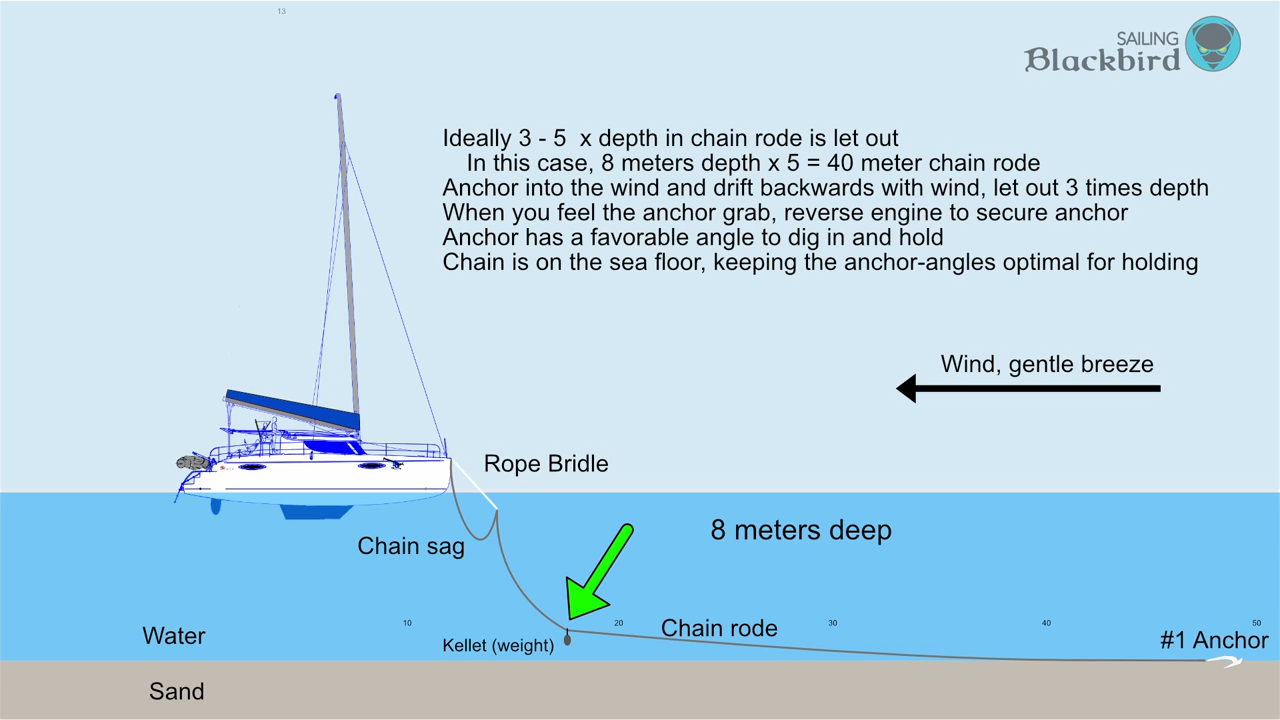 13
SAILING
Blackbird
Ideally 3 - 5 x depth in chain rode is let out
In this case, 8 meters depth x 5 = 40 meter chain rode
Anchor into the wind and drift backwards with wind, let out 3 times depth
When you feel the anchor grab, reverse engine to secure anchor
Anchor has a favorable angle to dig in and hold
Chain is on the sea floor, keeping the anchor-angles optimal for holding
Wind, gentle breeze
Rope Bridle
8 meters deep
Chain sag
10
20
30
40
50
Chain rode
Water
Kellet (weight)
#1 Anchor
Sand